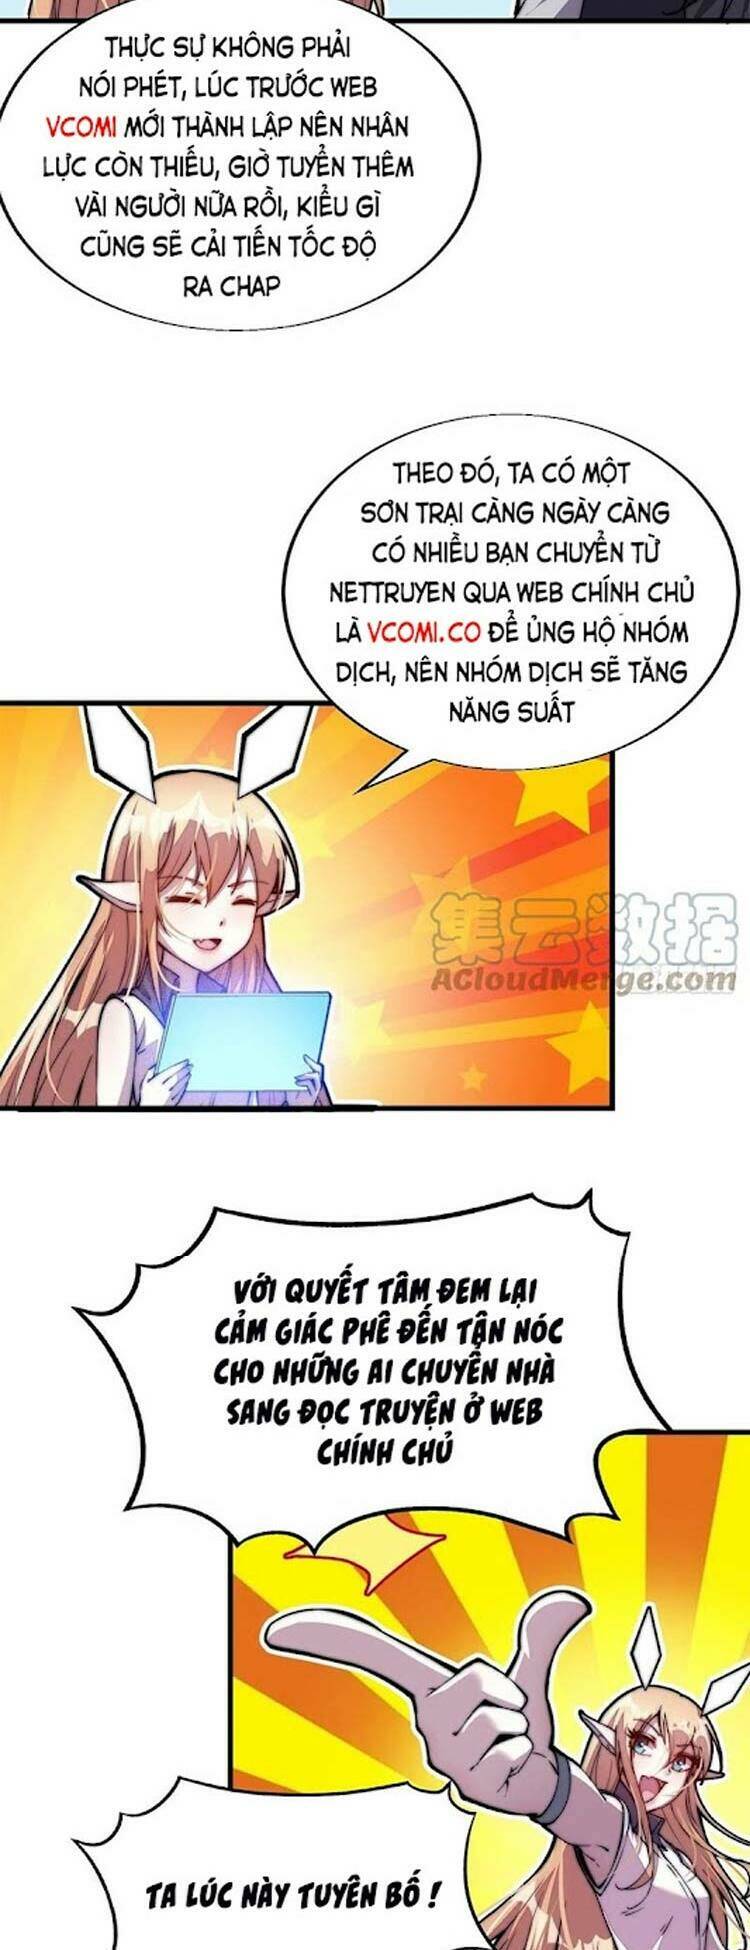 THỰC SỰ KHÔNG PHẢI
NÓI PHÉT, LÚC TRƯỚC WEB
VCOMI MỚI THÀNH LẬP NÊN NHÂN
LỰC CÒN THIẾU, GIỜ TUYỂN THÊM
VÀI NGƯỜI NỮA RỒI, KIỂU GÌ
CŨNG SẼ CẢI TIẾN TỐC ĐỘ
RA CHAP
THEO ĐÓ, TA CÓ MỘT
SƠN TRẠI CÀNG NGÀY CÀNG
CÓ NHIỀU BẠN CHUYỂN TỪ
NETTRUYEN QUA WEB CHÍNH CHỦ
LÀ VCOMI.CO ĐỂ ỦNG HỘ NHÓM
DỊCH, NÊN NHÓM DỊCH SẼ TĂNG
NĂNG SUẤT
集云数据
ACloudMerge.com
VỚI QUYẾT TÂM ĐEM LẠI
CẢM GIÁC PHÊ ĐẾN TẬN NÓC
CHO NHỮNG AI CHUYỂN NHÀ
SANG ĐỌC TRUYỆN Ở WEB
CHÍNH CHỦ
TA LÚC NÀY TUYÊN BỐ !